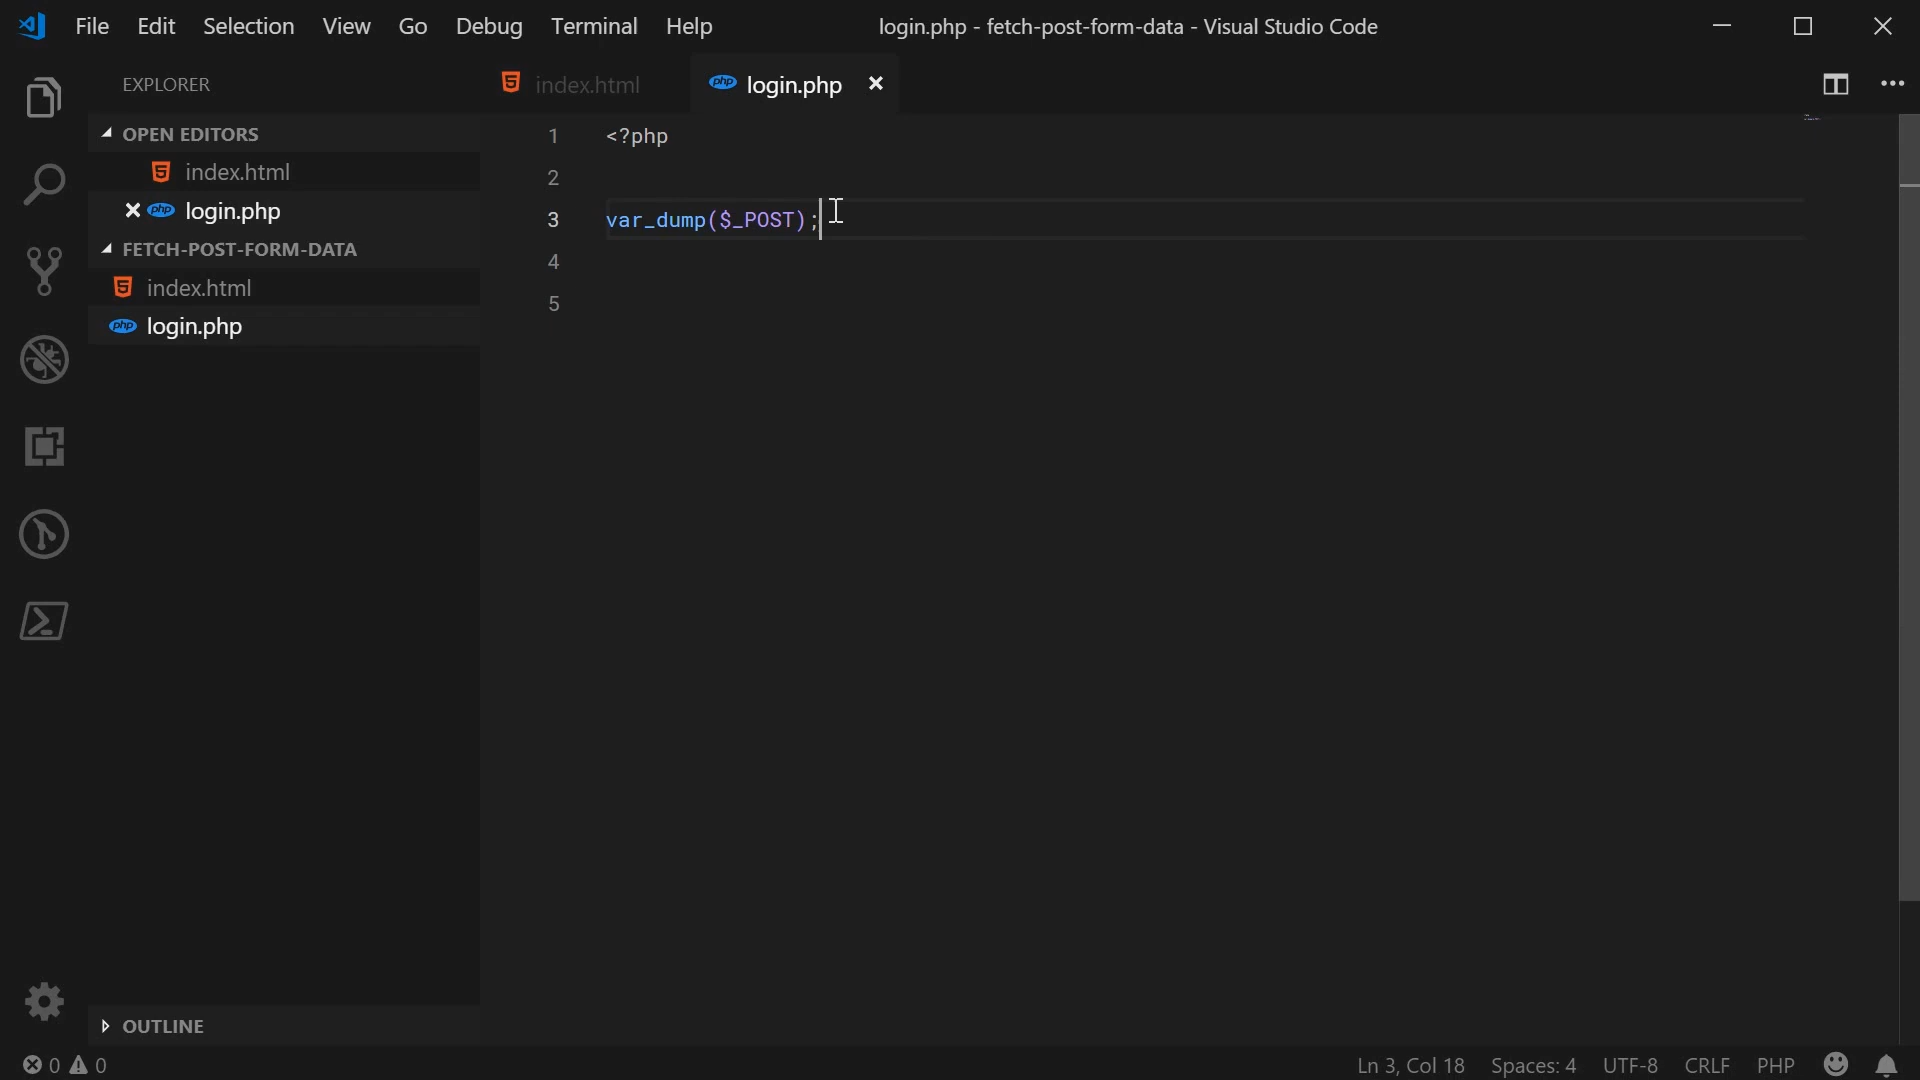 File Edit Selection View Go Debug Terminal Help login.php - fetch-post-form-data - Visual Studio Code
EXPLORER
index.html
php login.php
OPEN EDITORS
index.html
php login.php
FETCH-POST-FORM-DATA
index.html
php login.php
1 <?php
2
3 var_dump($_POST);
4
5
OUTLINE
0 0 Ln 3, Col 18 Spaces: 4 UTF-8 CRLF PHP